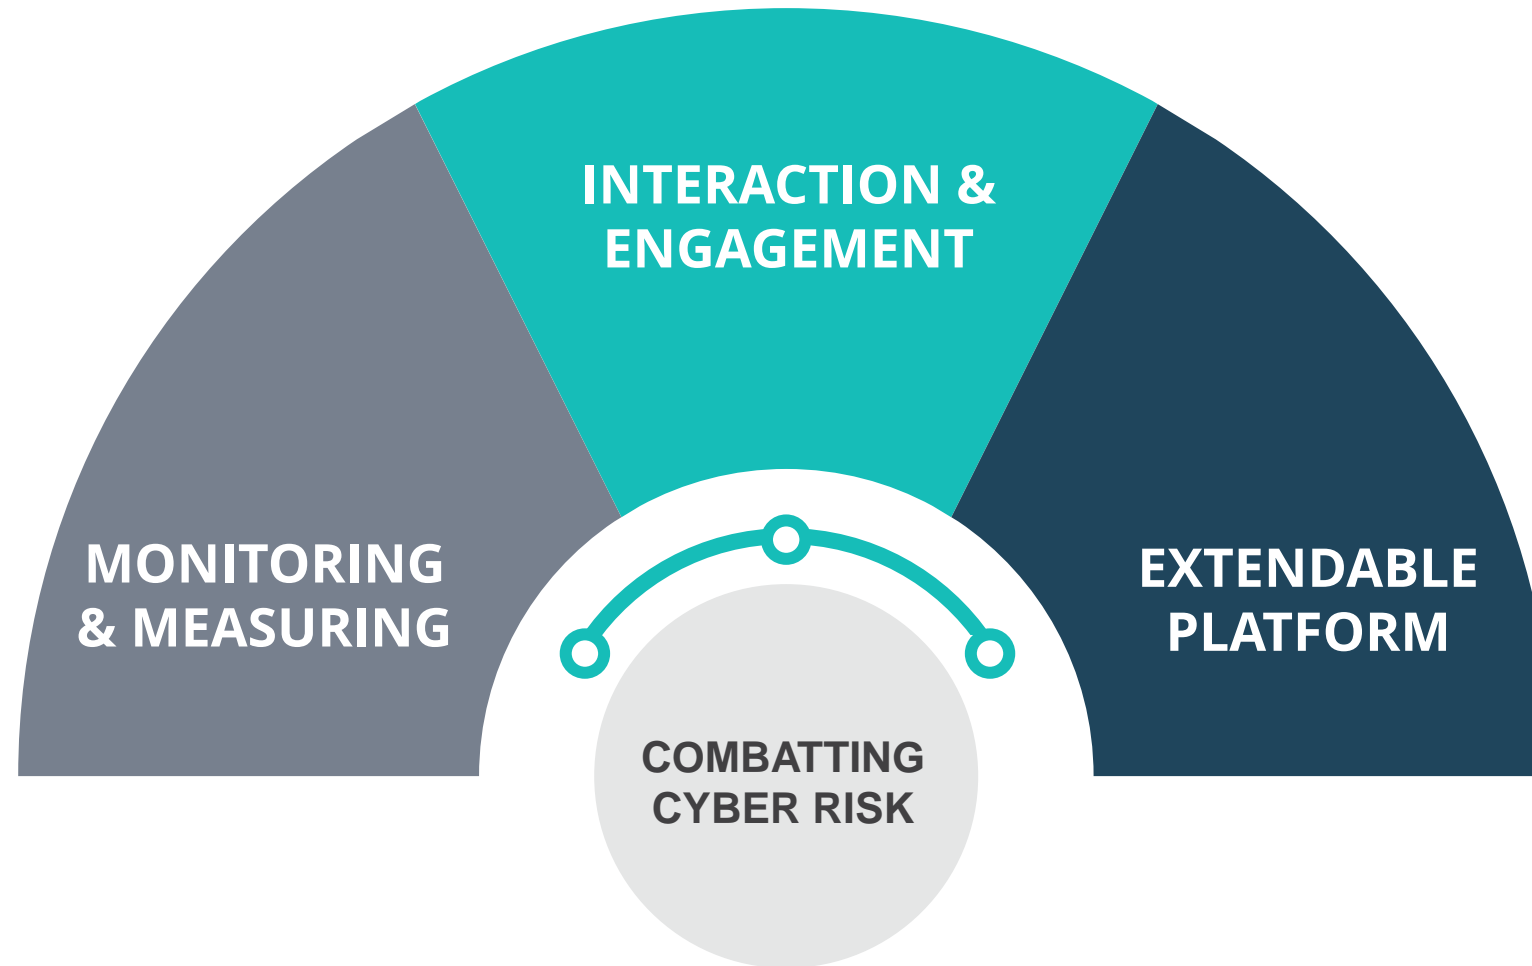 INTERACTION &
ENGAGEMENT
MONITORING
& MEASURING
EXTENDABLE
PLATFORM
COMBATTING
CYBER RISK